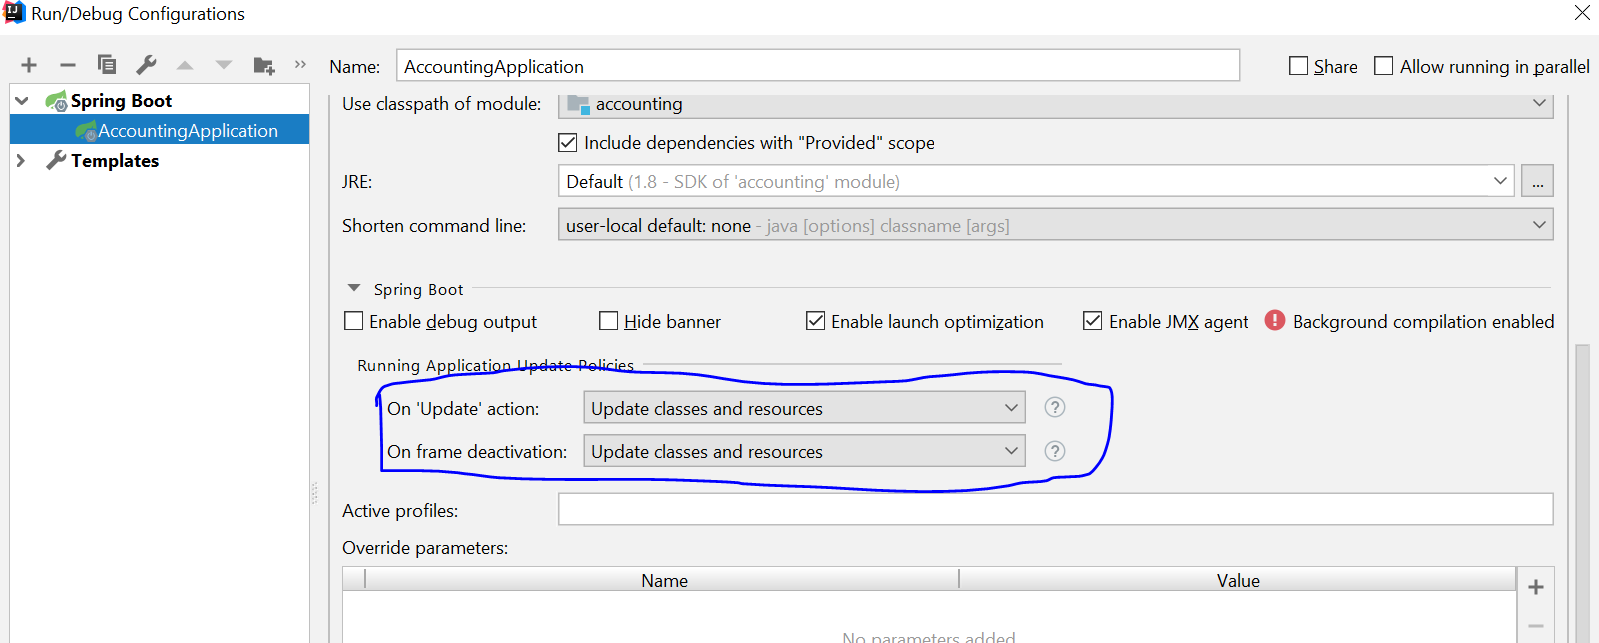 Run/Debug Configurations
Name: AccountingApplication Share Allow running in parallel
Spring Boot
AccountingApplication
Templates
Use classpath of module: accounting
Include dependencies with "Provided" scope
JRE: Default (1.8 - SDK of 'accounting' module) ...
Shorten command line: user-local default: none - java [options] classname [args]
Spring Boot
Enable debug output Hide banner Enable launch optimization Enable JMX agent Background compilation enabled
Running Application Update Policies
On 'Update' action: Update classes and resources
On frame deactivation: Update classes and resources
Active profiles:
Override parameters:
Name Value
No parameters added